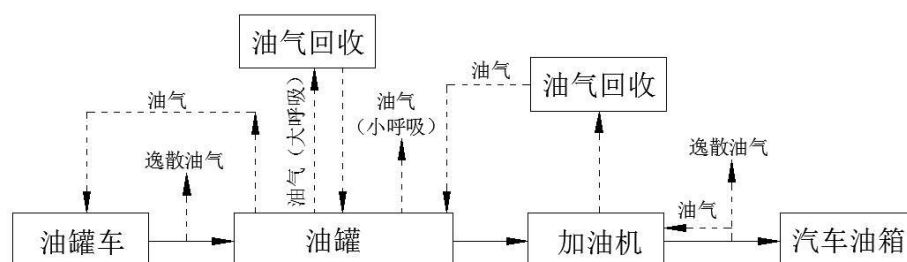 油气回收
油气
油气（大呼吸）
油气
（小呼吸）
油气
油气回收
逸散油气
逸散油气
油气
油罐车
油罐
加油机
汽车油箱